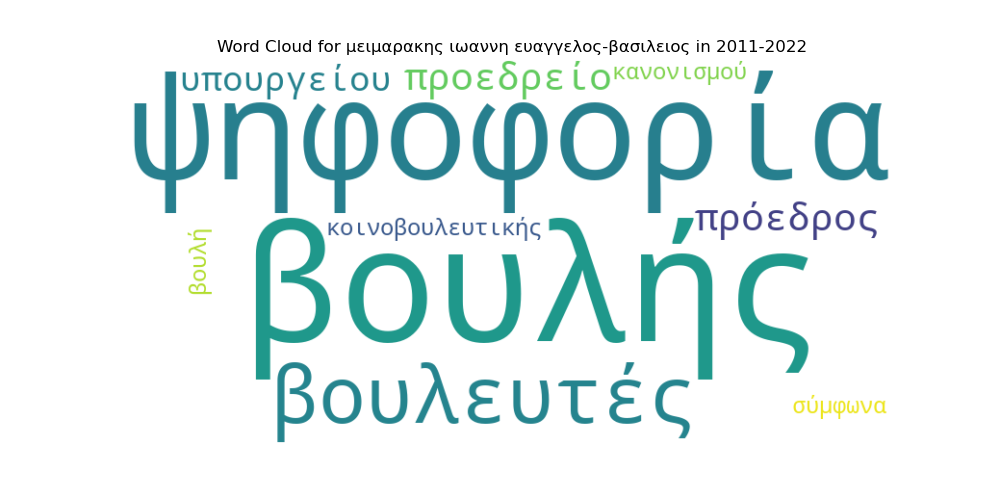 Word Cloud for μειμαρακης ιωαννη ευαγγελος-βασιλειος in 2011-2022
υπουργείου προεδρείο κανονισμού
ψηφοφορία
κοινοβουλευτικής πρόεδρος
βουλή
βουλής
βουλευτές
σύμφωνα